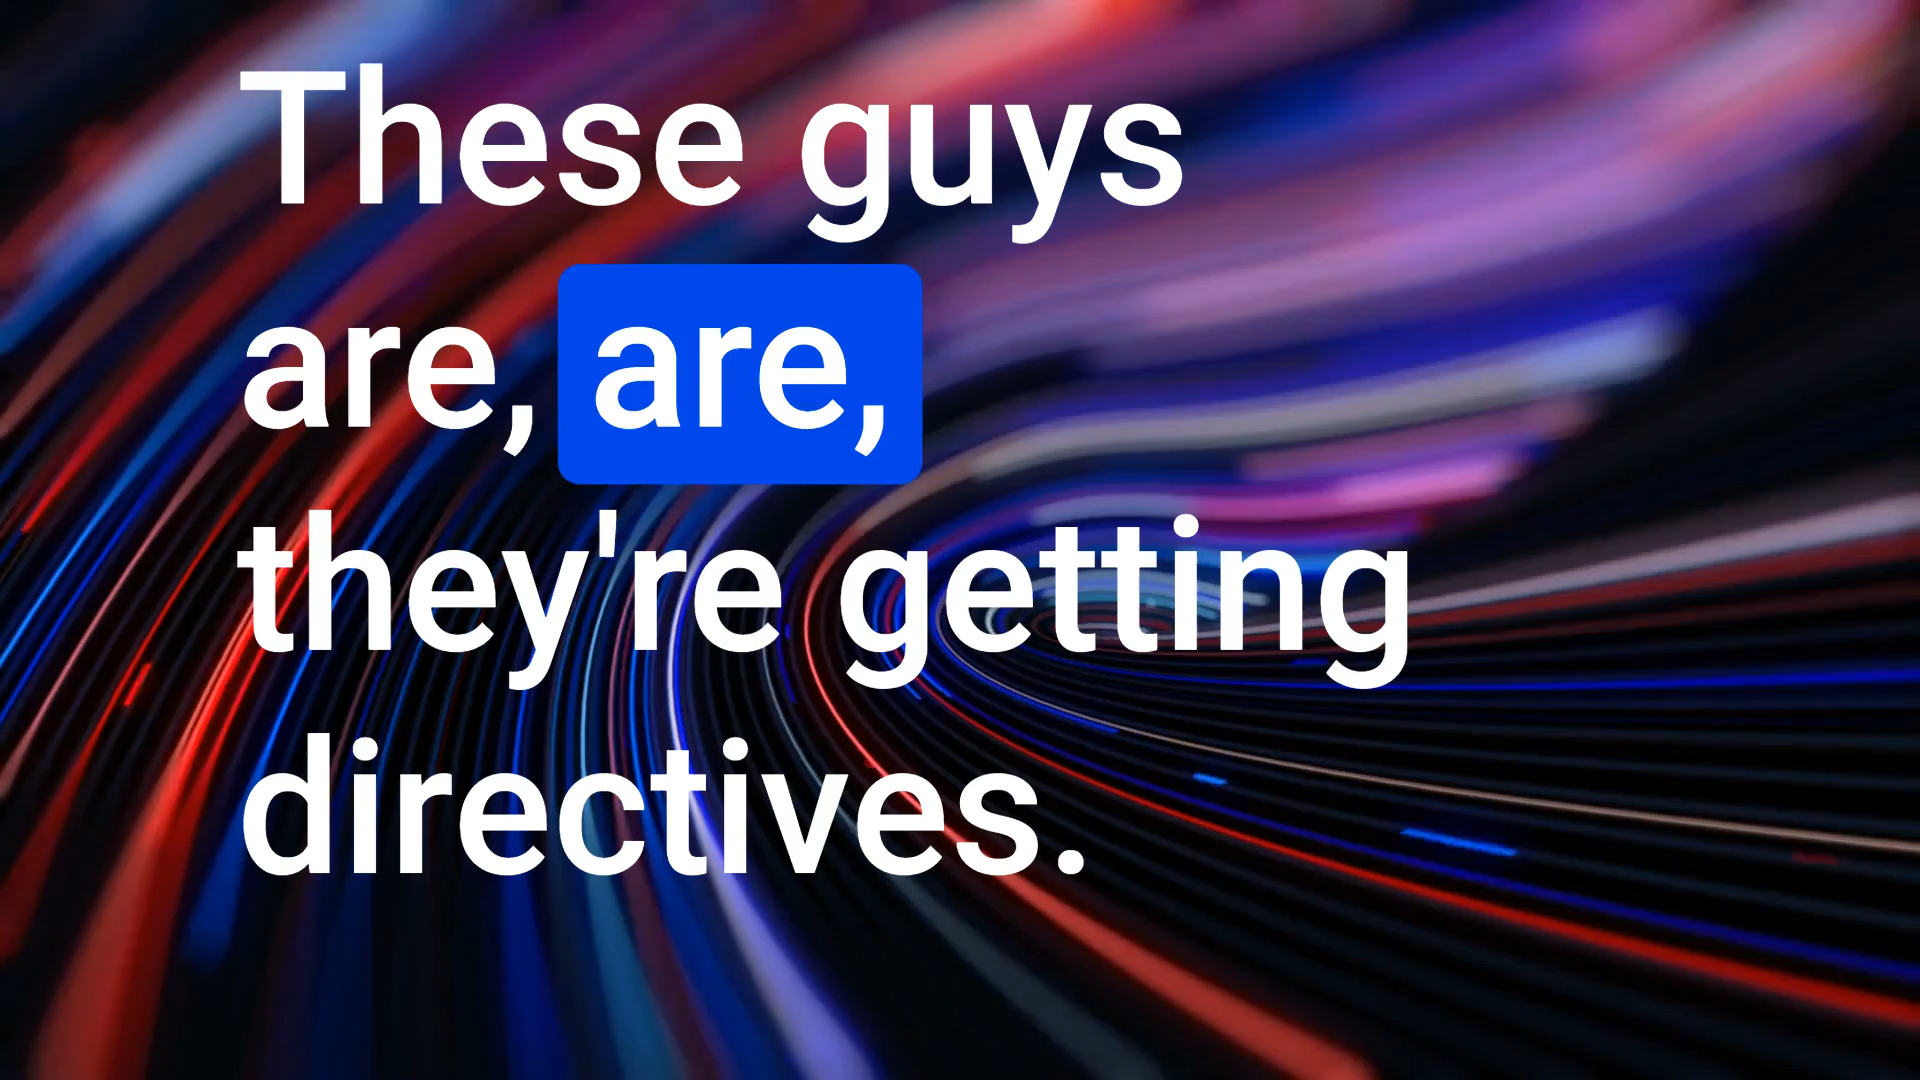 These guys
are, are,
they're getting
directives.